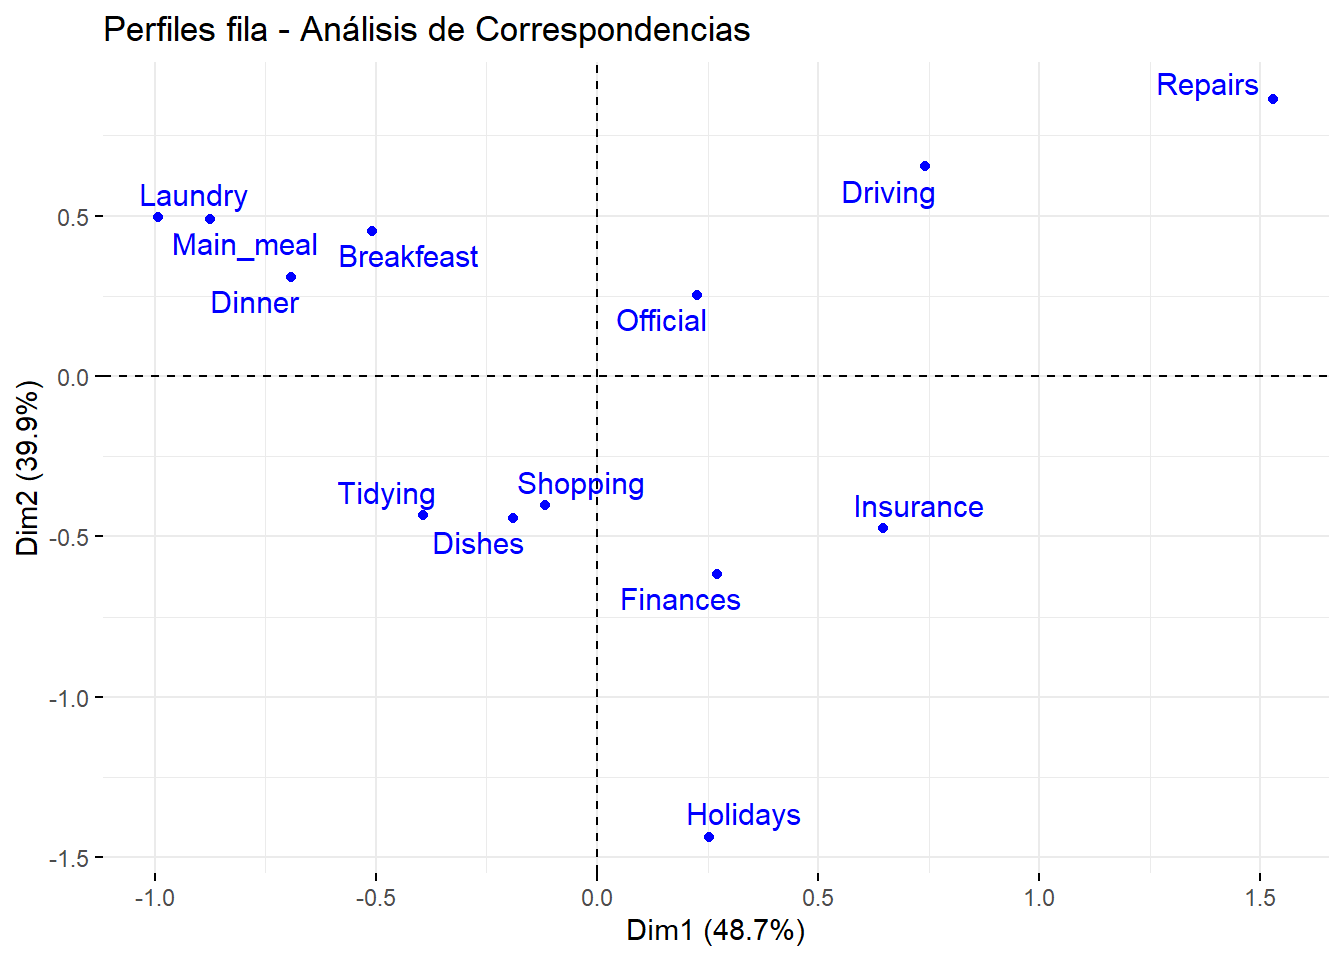 Perfiles fila - Análisis de Correspondencias
Repairs
Driving
Laundry
Main_meal
Breakfeast
Dinner
Official
Tidying
Shopping
Dishes
Insurance
Finances
Holidays
0.5
0.0
-0.5
-1.0
-1.5
Dim2 (39.9%)
-1.0 -0.5 0.0 0.5 1.0 1.5
Dim1 (48.7%)